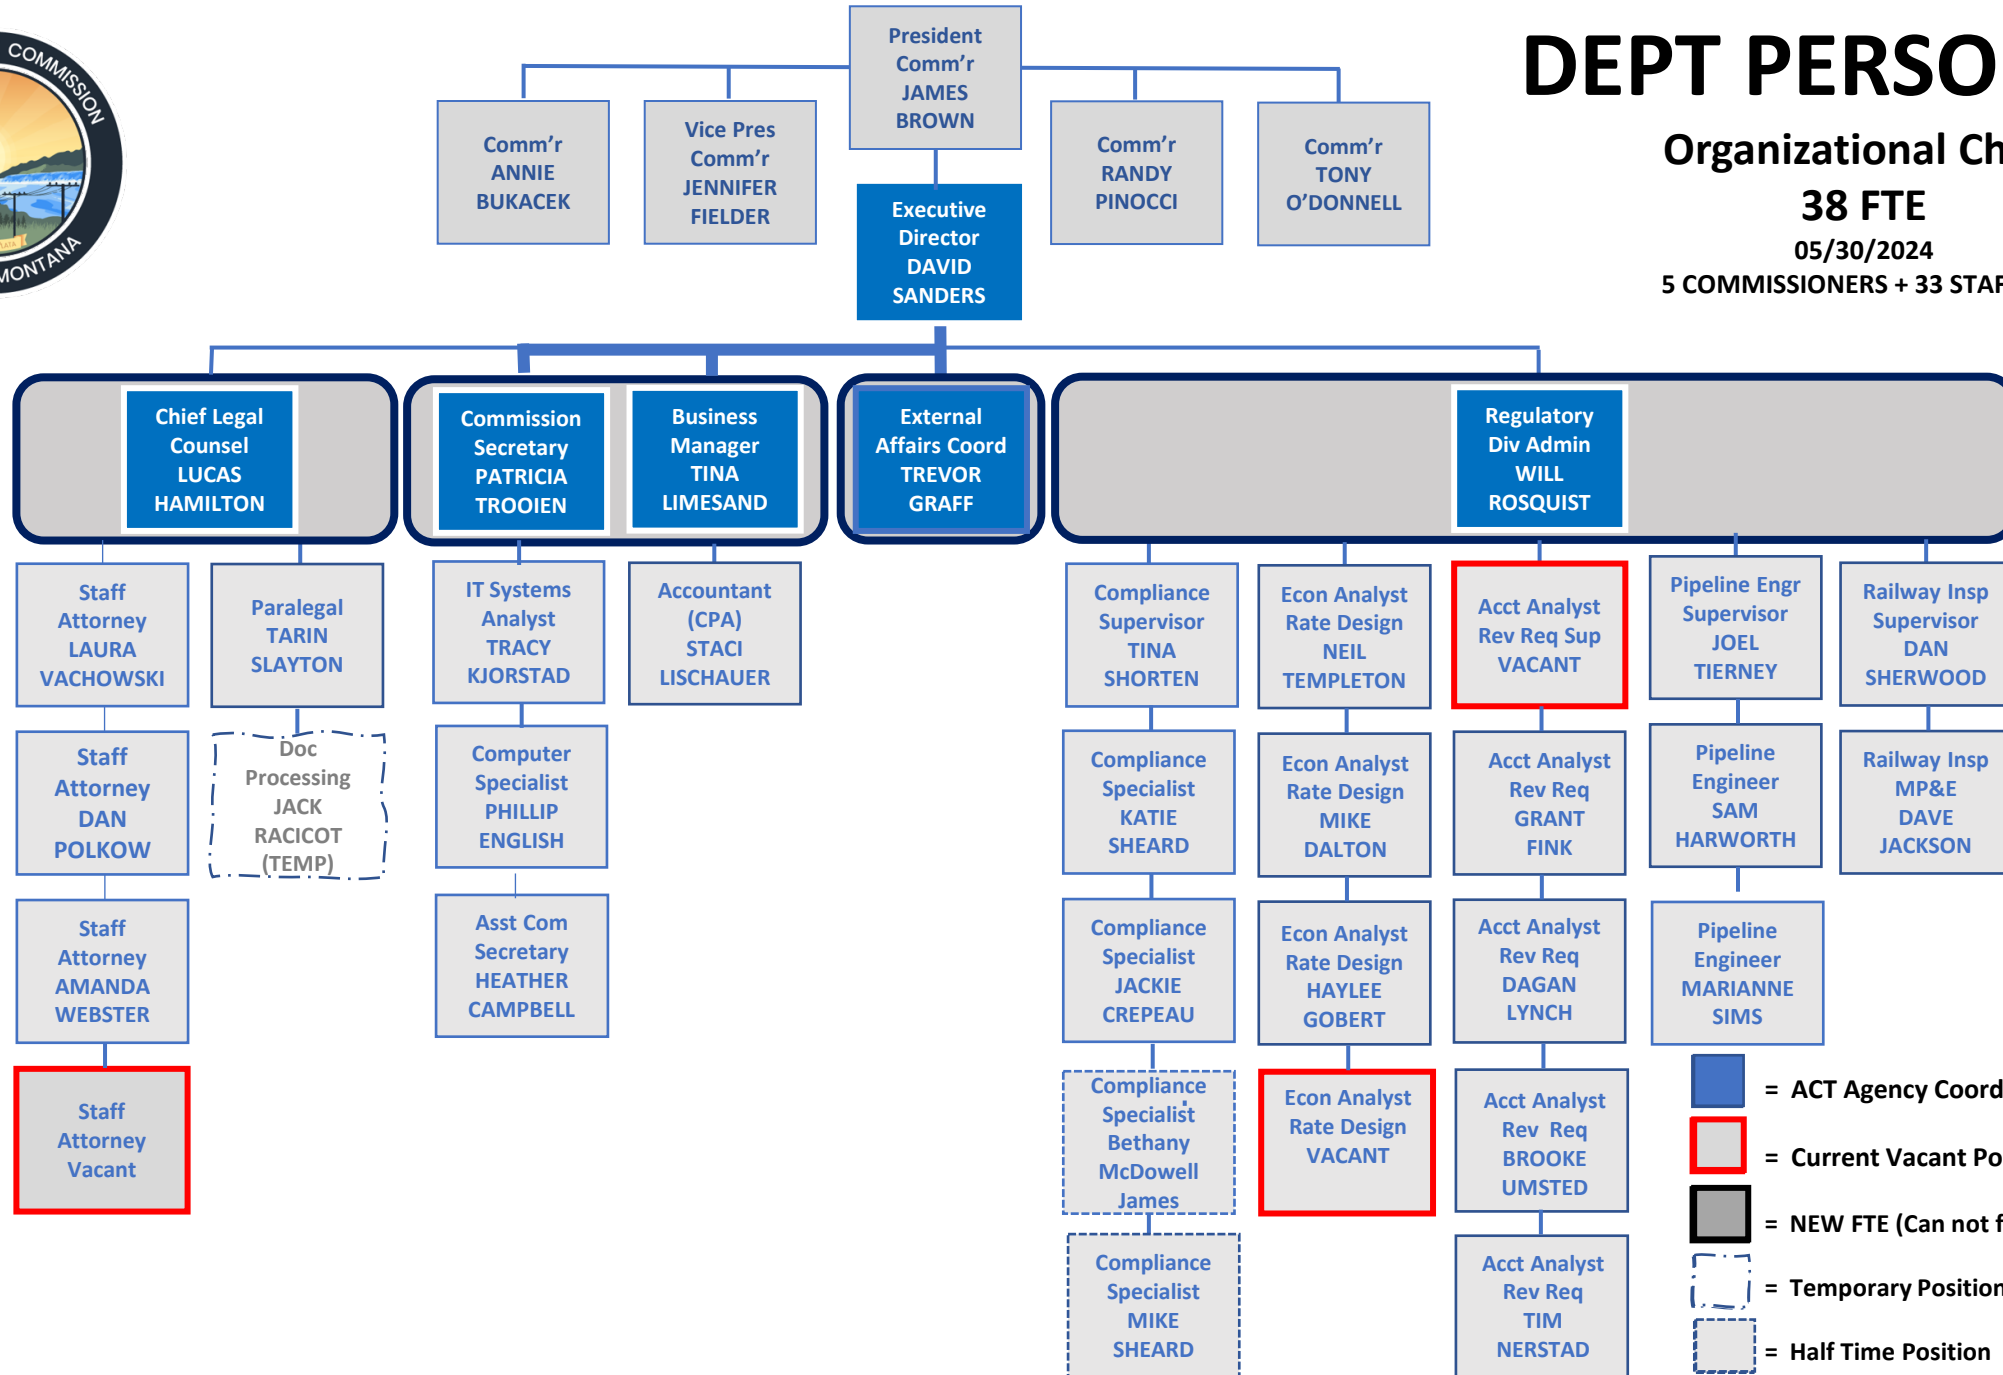 COMMISSION
MONTANA
DEPT PERSO
Organizational Ch
38 FTE
05/30/2024
5 COMMISSIONERS + 33 STAF
President
Comm'r
JAMES
BROWN
Comm'r
ANNIE
BUKACEK
Vice Pres
Comm'r
JENNIFER
FIELDER
Comm'r
RANDY
PINOCCI
Comm'r
TONY
O'DONNELL
Executive
Director
DAVID
SANDERS
Chief Legal
Counsel
LUCAS
HAMILTON
Commission
Secretary
PATRICIA
TROOIEN
Business
Manager
TINA
LIMESAND
External
Affairs Coord
TREVOR
GRAFF
Regulatory
Div Admin
WILL
ROSQUIST
Staff
Attorney
LAURA
VACHOWSKI
Paralegal
TARIN
SLAYTON
IT Systems
Analyst
TRACY
KJORSTAD
Accountant
(CPA)
STACI
LISCHAUER
Compliance
Supervisor
TINA
SHORTEN
Econ Analyst
Rate Design
NEIL
TEMPLETON
Acct Analyst
Rev Req Sup
VACANT
Pipeline Engr
Supervisor
JOEL
TIERNEY
Railway Insp
Supervisor
DAN
SHERWOOD
Staff
Attorney
DAN
POLKOW
Doc
Processing
JACK
RACICOT
(TEMP)
Computer
Specialist
PHILLIP
ENGLISH
Compliance
Specialist
KATIE
SHEARD
Econ Analyst
Rate Design
MIKE
DALTON
Acct Analyst
Rev Req
GRANT
FINK
Pipeline
Engineer
SAM
HARWORTH
Railway Insp
MP&E
DAVE
JACKSON
Staff
Attorney
AMANDA
WEBSTER
Asst Com
Secretary
HEATHER
CAMPBELL
Compliance
Specialist
JACKIE
CREPEAU
Econ Analyst
Rate Design
HAYLEE
GOBERT
Acct Analyst
Rev Req
DAGAN
LYNCH
Pipeline
Engineer
MARIANNE
SIMS
Staff
Attorney
Vacant
Compliance
Specialist
Bethany
McDowell
James
Econ Analyst
Rate Design
VACANT
Acct Analyst
Rev Req
BROOKE
UMSTED
Compliance
Specialist
MIKE
SHEARD
Acct Analyst
Rev Req
TIM
NERSTAD
= ACT Agency Coord
= Current Vacant Po
= NEW FTE (Can not f
= Temporary Position
= Half Time Position